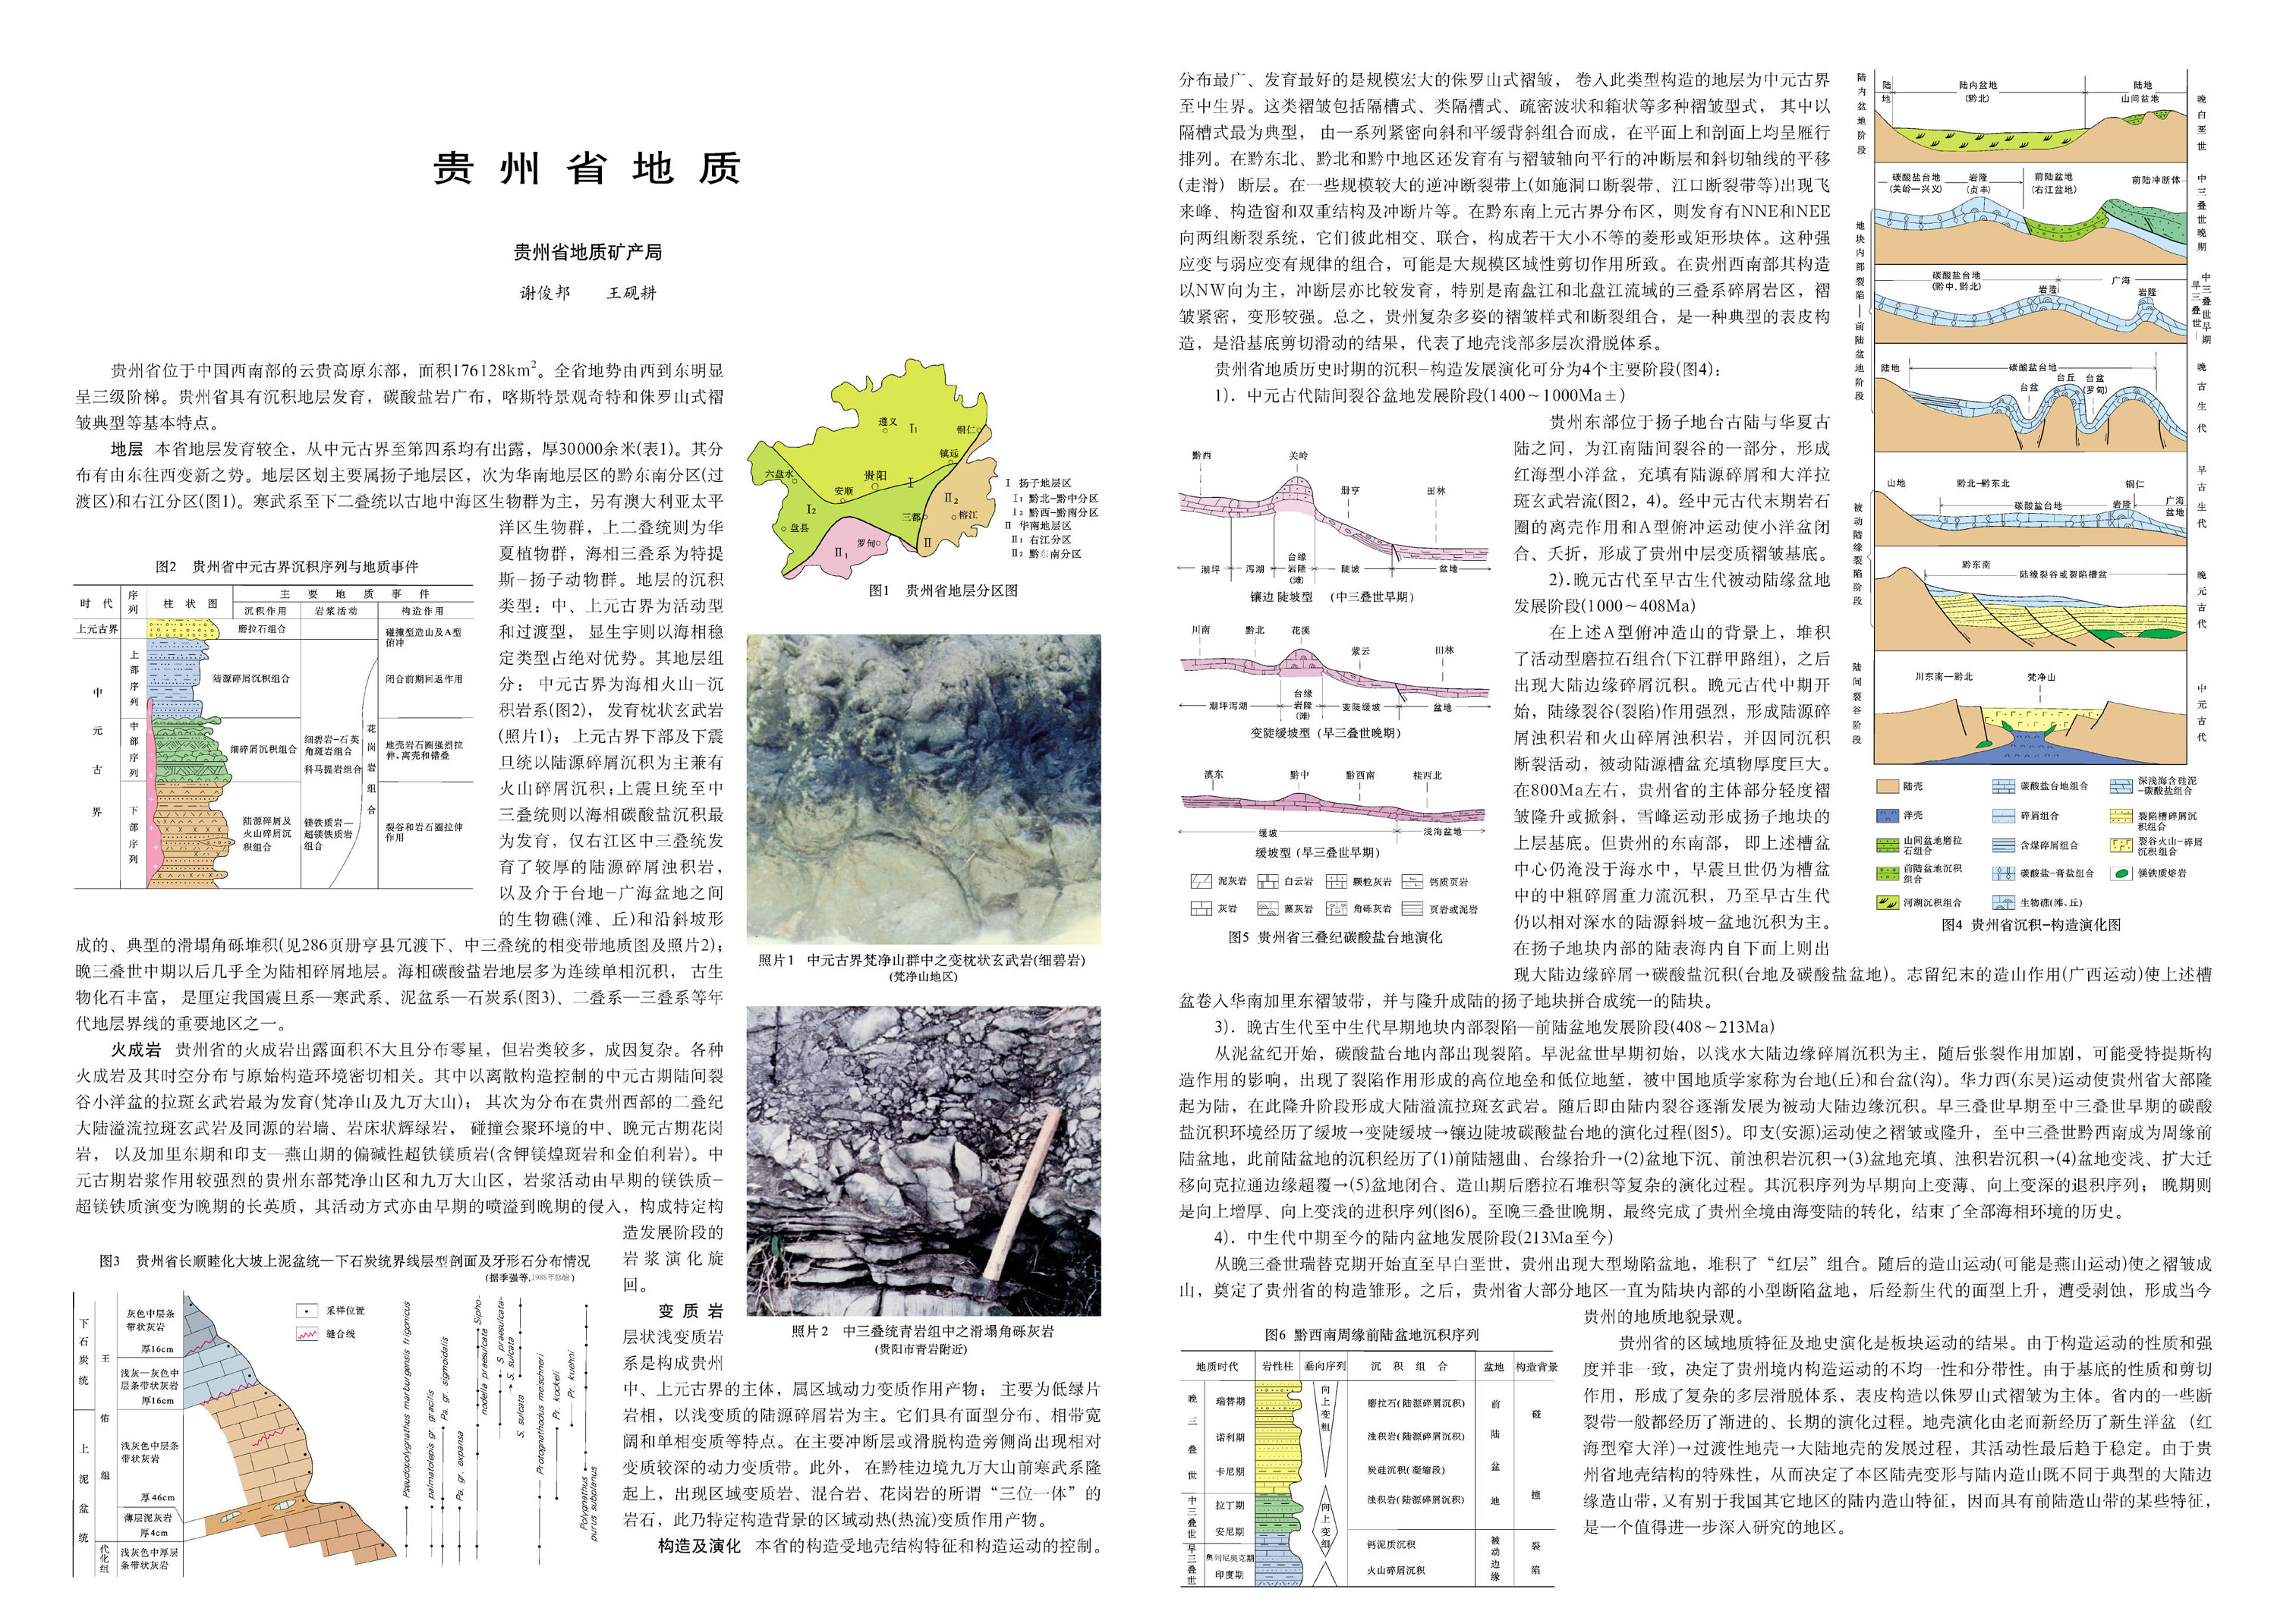 贵州省地质
贵州省地质矿产局
谢俊邦 王砚耕
贵州省位于中国西南部的云贵高原东部，面积176128km²。全省地势由西到东明显
呈三级阶梯。贵州省具有沉积地层发育，碳酸盐岩广布，喀斯特景观奇特和侏罗山式褶
皱典型等基本特点。
地层 本省地层发育较全，从中元古界至第四系均有出露，厚30000余米(表1)。其分
布有由东往西变新之势。地层区划主要属扬子地层区，次为华南地层区的黔东南分区(过
渡区)和右江分区(图1)。寒武系至下二叠统以古地中海区生物群为主，另有澳大利亚太平
洋区生物群，上二叠统则为华
夏植物群，海相三叠系为特提
斯—扬子动物群。地层的沉积
类型：中、上元古界为活动型
和过渡型， 显生宇则以海相稳
定类型占绝对优势。其地层组
分： 中元古界为海相火山—沉
积岩系(图2)， 发育枕状玄武岩
(照片1)； 上元古界下部及下震
旦统以陆源碎屑沉积为主兼有
火山碎屑沉积；上震旦统至中
三叠统则以海相碳酸盐沉积最
为发育， 仅右江区中三叠统发
育了较厚的陆源碎屑浊积岩，
以及介于台地—广海盆地之间
的生物礁(滩、丘)和沿斜坡形
成的、典型的滑塌角砾堆积(见286页册亨县冗渡下、中三叠统的相变带地质图及照片2)；
晚三叠世中期以后几乎全为陆相碎屑地层。海相碳酸盐岩地层多为连续单相沉积， 古生
物化石丰富， 是厘定我国震旦系—寒武系、泥盆系—石炭系(图3)、二叠系—三叠系等年
代地层界线的重要地区之一。
火成岩 贵州省的火成岩出露面积不大且分布零星，但岩类较多，成因复杂。各种
火成岩及其时空分布与原始构造环境密切相关。其中以离散构造控制的中元古期陆间裂
谷小洋盆的拉斑玄武岩最为发育(梵净山及九万大山)； 其次为分布在贵州西部的二叠纪
大陆溢流拉斑玄武岩及同源的岩墙、岩床状辉绿岩， 碰撞会聚环境的中、晚元古期花岗
岩， 以及加里东期和印支—燕山期的偏碱性超铁镁质岩(含钾镁煌斑岩和金伯利岩)。中
元古期岩浆作用较强烈的贵州东部梵净山区和九万大山区，岩浆活动由早期的镁铁质—
超镁铁质演变为晚期的长英质，其活动方式亦由早期的喷溢到晚期的侵入，构成特定构
造发展阶段的
岩浆演化旋
回。
变质岩
层状浅变质岩
系是构成贵州
中、上元古界的主体，属区域动力变质作用产物； 主要为低绿片
岩相，以浅变质的陆源碎屑岩为主。它们具有面型分布、相带宽
阔和单相变质等特点。在主要冲断层或滑脱构造旁侧尚出现相对
变质较深的动力变质带。此外， 在黔桂边境九万大山前寒武系隆
起上，出现区域变质岩、混合岩、花岗岩的所谓“三位一体”的
岩石，此乃特定构造背景的区域动热(热流)变质作用产物。
构造及演化 本省的构造受地壳结构特征和构造运动的控制。
遵义
Ⅰ₁
铜仁
镇远
六盘水
贵阳
安顺
Ⅰ
Ⅰ₂
Ⅱ₂
三都
榕江
盘县
罗甸
Ⅱ₁
Ⅱ
Ⅰ 扬子地层区
Ⅰ₁ 黔北—黔中分区
Ⅰ₂ 黔西—黔南分区
Ⅱ 华南地层区
Ⅱ₁ 右江分区
Ⅱ₂ 黔东南分区
图1 贵州省地层分区图
图2 贵州省中元古界沉积序列与地质事件
时代 序列 柱状图 主要地质事件
沉积作用 岩浆活动 构造作用
上元古界
磨拉石组合
碰撞型造山及A型
俯冲
中元古界
上部序列
陆源碎屑沉积组合
闭合前期回返作用
中部序列
细碎屑沉积组合
细碧岩—石英
角斑岩组合
科马提岩组合
花岗岩组合
地壳岩石圈强烈拉
伸、离壳和错叠
下部序列
陆源碎屑及
火山碎屑沉
积组合
镁铁质岩—
超镁铁质岩
组合
裂谷和岩石圈拉伸
作用
照片1 中元古界梵净山群中之变枕状玄武岩(细碧岩)
(梵净山地区)
照片2 中三叠统青岩组中之滑塌角砾灰岩
(贵阳市青岩附近)
图3 贵州省长顺睦化大坡上泥盆统—下石炭统界线层型剖面及牙形石分布情况
(据季强等,1988年修编)
下石炭统
上泥盆统
王佑组
代化组
灰色中层条
带状灰岩
厚16cm
浅灰—灰色中
层条带状灰岩
厚16cm
浅灰色中层条
带状灰岩
厚46cm
薄层泥灰岩
厚4cm
浅灰色中厚层
条带状灰岩
采样位置
缝合线
Pseudopolygnathus marburgensis trigonicus
palmatolepis gr gracilis
Pa. gr. sigmoidalis
Pa. gr. expansa
Sipho-
nodella praesulcata
S. praesulcata-
S. sulcata
S. sulcata
Protognathodus meischneri
Pr. kockeli
Pr. kuehni
Polygnathus
purus subplanus
分布最广、发育最好的是规模宏大的侏罗山式褶皱， 卷入此类型构造的地层为中元古界
至中生界。这类褶皱包括隔槽式、类隔槽式、疏密波状和箱状等多种褶皱型式， 其中以
隔槽式最为典型， 由一系列紧密向斜和平缓背斜组合而成，在平面上和剖面上均呈雁行
排列。在黔东北、黔北和黔中地区还发育有与褶皱轴向平行的冲断层和斜切轴线的平移
(走滑) 断层。在一些规模较大的逆冲断裂带上(如施洞口断裂带、江口断裂带等)出现飞
来峰、构造窗和双重结构及冲断片等。在黔东南上元古界分布区，则发育有NNE和NEE
向两组断裂系统，它们彼此相交、联合，构成若干大小不等的菱形或矩形块体。这种强
应变与弱应变有规律的组合，可能是大规模区域性剪切作用所致。在贵州西南部其构造
以NW向为主，冲断层亦比较发育，特别是南盘江和北盘江流域的三叠系碎屑岩区，褶
皱紧密，变形较强。总之，贵州复杂多姿的褶皱样式和断裂组合，是一种典型的表皮构
造，是沿基底剪切滑动的结果，代表了地壳浅部多层次滑脱体系。
贵州省地质历史时期的沉积—构造发展演化可分为4个主要阶段(图4)：
1)．中元古代陆间裂谷盆地发展阶段(1400～1000Ma±)
贵州东部位于扬子地台古陆与华夏古
陆之间，为江南陆间裂谷的一部分，形成
红海型小洋盆，充填有陆源碎屑和大洋拉
斑玄武岩流(图2，4)。经中元古代末期岩石
圈的离壳作用和A型俯冲运动使小洋盆闭
合、夭折，形成了贵州中层变质褶皱基底。
2)．晚元古代至早古生代被动陆缘盆地
发展阶段(1000～408Ma)
在上述A型俯冲造山的背景上，堆积
了活动型磨拉石组合(下江群甲路组)，之后
出现大陆边缘碎屑沉积。晚元古代中期开
始，陆缘裂谷(裂陷)作用强烈，形成陆源碎
屑浊积岩和火山碎屑浊积岩，并因同沉积
断裂活动，被动陆源槽盆充填物厚度巨大。
在800Ma左右，贵州省的主体部分轻度褶
皱隆升或掀斜，雪峰运动形成扬子地块的
上层基底。但贵州的东南部， 即上述槽盆
中心仍淹没于海水中，早震旦世仍为槽盆
中的中粗碎屑重力流沉积，乃至早古生代
仍以相对深水的陆源斜坡—盆地沉积为主。
在扬子地块内部的陆表海内自下而上则出
现大陆边缘碎屑→碳酸盐沉积(台地及碳酸盐盆地)。志留纪末的造山作用(广西运动)使上述槽
盆卷入华南加里东褶皱带，并与隆升成陆的扬子地块拼合成统一的陆块。
3)．晚古生代至中生代早期地块内部裂陷—前陆盆地发展阶段(408～213Ma)
从泥盆纪开始，碳酸盐台地内部出现裂陷。早泥盆世早期初始，以浅水大陆边缘碎屑沉积为主，随后张裂作用加剧，可能受特提斯构
造作用的影响，出现了裂陷作用形成的高位地垒和低位地堑，被中国地质学家称为台地(丘)和台盆(沟)。华力西(东吴)运动使贵州省大部隆
起为陆，在此隆升阶段形成大陆溢流拉斑玄武岩。随后即由陆内裂谷逐渐发展为被动大陆边缘沉积。早三叠世早期至中三叠世早期的碳酸
盐沉积环境经历了缓坡→变陡缓坡→镶边陡坡碳酸盐台地的演化过程(图5)。印支(安源)运动使之褶皱或隆升，至中三叠世黔西南成为周缘前
陆盆地，此前陆盆地的沉积经历了(1)前陆翘曲、台缘抬升→(2)盆地下沉、前浊积岩沉积→(3)盆地充填、浊积岩沉积→(4)盆地变浅、扩大迁
移向克拉通边缘超覆→(5)盆地闭合、造山期后磨拉石堆积等复杂的演化过程。其沉积序列为早期向上变薄、向上变深的退积序列； 晚期则
是向上增厚、向上变浅的进积序列(图6)。至晚三叠世晚期，最终完成了贵州全境由海变陆的转化，结束了全部海相环境的历史。
4)．中生代中期至今的陆内盆地发展阶段(213Ma至今)
从晚三叠世瑞替克期开始直至早白垩世，贵州出现大型坳陷盆地，堆积了“红层”组合。随后的造山运动(可能是燕山运动)使之褶皱成
山，奠定了贵州省的构造雏形。之后，贵州省大部分地区一直为陆块内部的小型断陷盆地，后经新生代的面型上升，遭受剥蚀，形成当今
贵州的地质地貌景观。
贵州省的区域地质特征及地史演化是板块运动的结果。由于构造运动的性质和强
度并非一致，决定了贵州境内构造运动的不均一性和分带性。由于基底的性质和剪切
作用，形成了复杂的多层滑脱体系，表皮构造以侏罗山式褶皱为主体。省内的一些断
裂带一般都经历了渐进的、长期的演化过程。地壳演化由老而新经历了新生洋盆 (红
海型窄大洋)→过渡性地壳→大陆地壳的发展过程，其活动性最后趋于稳定。由于贵
州省地壳结构的特殊性，从而决定了本区陆壳变形与陆内造山既不同于典型的大陆边
缘造山带，又有别于我国其它地区的陆内造山特征，因而具有前陆造山带的某些特征，
是一个值得进一步深入研究的地区。
黔西 关岭 册亨 田林
潮坪 泻湖 台缘岩隆(滩) 陡坡 盆地
镶边 陡坡型 (中三叠世早期)
川南 黔北 花溪 紫云 田林
潮坪泻湖 台缘岩隆(滩) 变陡缓坡 盆地
变陡缓坡型 (早三叠世晚期)
滇东 黔中 黔西南 桂西北
缓坡 浅海盆地
缓坡型 (早三叠世早期)
泥灰岩 白云岩 颗粒灰岩 钙质页岩
灰岩 藻灰岩 角砾灰岩 页岩或泥岩
图5 贵州省三叠纪碳酸盐台地演化
陆内盆地阶段
陆地 陆内盆地(黔北) 陆地 山间盆地
晚白垩世
地块内部裂陷—前陆盆地阶段
碳酸盐台地(关岭—兴义) 岩隆(贞丰) 前陆盆地(右江盆地) 前陆冲断体
中三叠世晚期
碳酸盐台地(黔中、黔北) 岩隆 广海 岩隆
早三叠世—中三叠世早期
陆地 碳酸盐台地 台盆 台丘 台盆(罗甸)
晚古生代
被动陆缘裂陷阶段
山地 黔北—黔东北 碳酸盐台地 铜仁 岩隆 广海盆地
早古生代
黔东南 陆缘裂谷或裂陷槽盆
晚元古代
陆间裂谷阶段
川东南—黔北 梵净山
中元古代
陆壳 碳酸盐台地组合 深浅海含硅泥—碳酸盐组合
洋壳 碎屑组合 裂陷槽碎屑沉积组合
山间盆地磨拉石组合 含煤碎屑组合 裂谷火山—碎屑沉积组合
前陆盆地沉积组合 碳酸盐—膏盐组合 镁铁质熔岩
河湖沉积组合 生物礁(滩、丘)
图4 贵州省沉积—构造演化图
图6 黔西南周缘前陆盆地沉积序列
地质时代 岩性柱 垂向序列 沉积组合 盆地 构造背景
晚三叠世
瑞替期 磨拉石(陆源碎屑沉积)
诺利期 浊积岩(陆源碎屑沉积)
卡尼期 炭硅沉积(凝缩段)
中三叠世
拉丁期 浊积岩(陆源碎屑沉积)
安尼期
早三叠世
奥列尼奥克期 钙泥质沉积
印度期 火山碎屑沉积
向上变粗
向上变细
前陆盆地
被动边缘
碰撞
裂陷